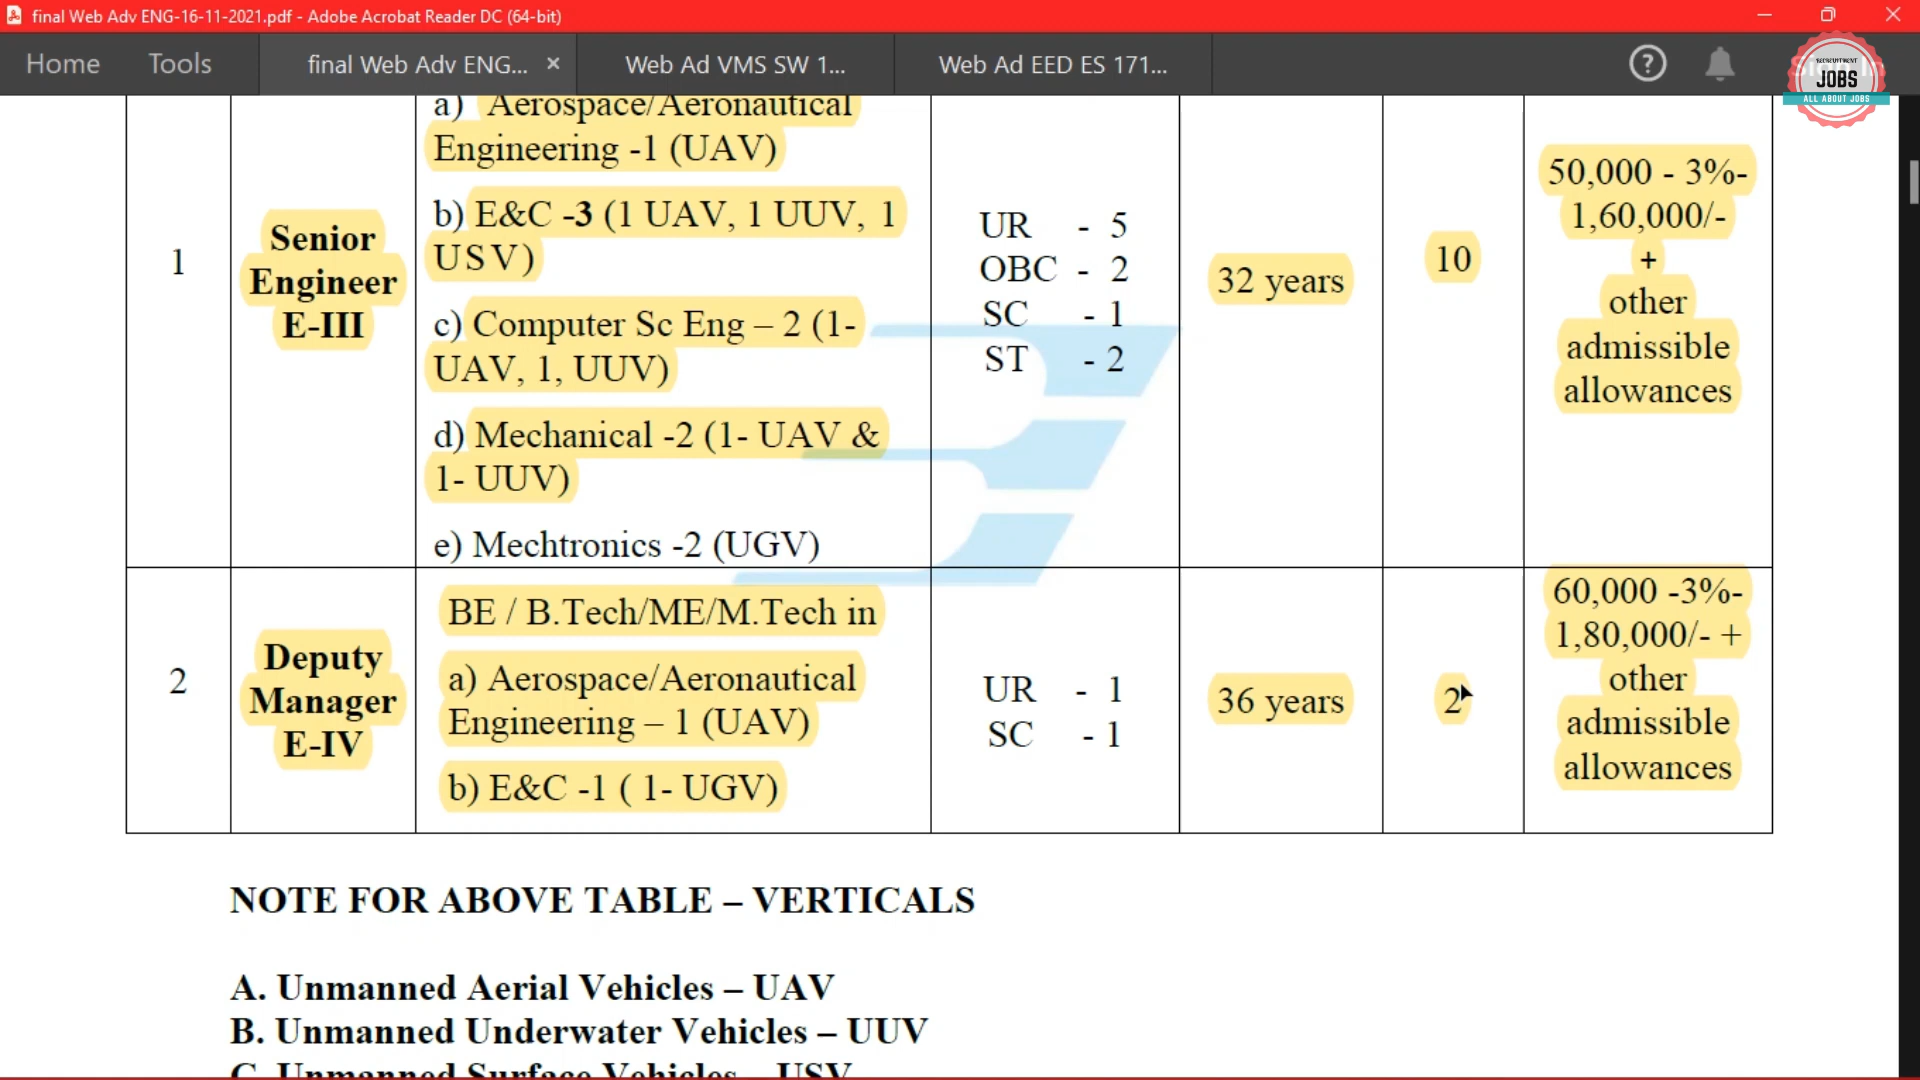 final Web Adv ENG-16-11-2021.pdf - Adobe Acrobat Reader DC (64-bit)
Home
Tools
final Web Adv ENG... ×
Web Ad VMS SW 1...
Web Ad EED ES 171...
RECRUITMENT
JOBS
ALL ABOUT JOBS
1
Senior
Engineer
E-III
a) Aerospace/Aeronautical
Engineering -1 (UAV)
b) E&C -3 (1 UAV, 1 UUV, 1
USV)
c) Computer Sc Eng – 2 (1-
UAV, 1, UUV)
d) Mechanical -2 (1- UAV &
1- UUV)
e) Mechtronics -2 (UGV)
UR - 5
OBC - 2
SC - 1
ST - 2
32 years
10
50,000 - 3%-
1,60,000/-
+
other
admissible
allowances
2
Deputy
Manager
E-IV
BE / B.Tech/ME/M.Tech in
a) Aerospace/Aeronautical
Engineering – 1 (UAV)
b) E&C -1 ( 1- UGV)
UR - 1
SC - 1
36 years
2
60,000 -3%-
1,80,000/- +
other
admissible
allowances
NOTE FOR ABOVE TABLE – VERTICALS
A. Unmanned Aerial Vehicles – UAV
B. Unmanned Underwater Vehicles – UUV
C. Unmanned Surface Vehicles – USV